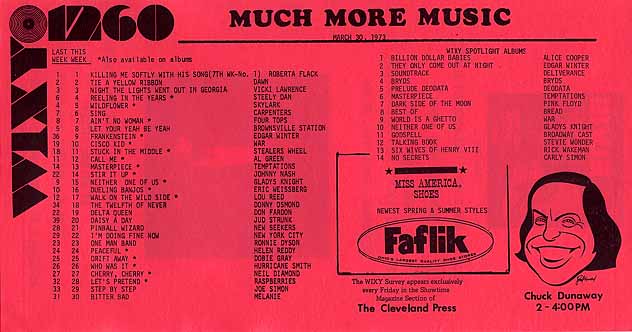 WIXY 1260
MUCH MORE MUSIC
MARCH 30, 1973
LAST THIS
WEEK WEEK *Also available on albums
1 1 KILLING ME SOFTLY WITH HIS SONG(7TH WK-No. 1) ROBERTA FLACK
2 2 TIE A YELLOW RIBBON DAWN
3 3 NIGHT THE LIGHTS WENT OUT IN GEORGIA VICKI LAWRENCE
6 4 REELING IN THE YEARS * STEELY DAN
4 5 WILDFLOWER * SKYLARK
7 6 SING CARPENTERS
8 7 AIN'T NO WOMAN * FOUR TOPS
5 8 LET YOUR YEAH BE YEAH BROWNSVILLE STATION
36 9 FRANKENSTEIN * EDGAR WINTER
19 10 CISCO KID * WAR
18 11 STUCK IN THE MIDDLE * STEELERS WHEEL
11 12 CALL ME * AL GREEN
14 13 MASTERPIECE * TEMPTATIONS
22 14 STIR IT UP * JOHNNY NASH
9 15 NEITHER ONE OF US * GLADYS KNIGHT
10 16 DUELING BANJOS * ERIC WEISSBERG
12 17 WALK ON THE WILD SIDE * LOU REED
34 18 THE TWELFTH OF NEVER DONNY OSMOND
22 19 DELTA QUEEN DON FARDON
39 20 DAISY A DAY JUD STRUNK
28 21 PINBALL WIZARD NEW SEEKERS
29 22 I'M DOING FINE NOW NEW YORK CITY
23 23 ONE MAN BAND RONNIE DYSON
24 24 PEACEFUL * HELEN REDDY
25 25 DRIFT AWAY * DOBIE GRAY
26 26 WHO WAS IT * HURRICANE SMITH
27 27 CHERRY, CHERRY * NEIL DIAMOND
32 28 LET'S PRETEND * RASPBERRIES
33 29 STEP BY STEP JOE SIMON
31 30 BITTER BAD MELANIE
WIXY SPOTLIGHT ALBUMS
1 BILLION DOLLAR BABIES ALICE COOPER
2 THEY ONLY COME OUT AT NIGHT EDGAR WINTER
3 SOUNDTRACK DELIVERANCE
4 BRYDS BRYDS
5 PRELUDE DEODATA DEODATA
6 MASTERPIECE TEMPTATIONS
7 DARK SIDE OF THE MOON PINK FLOYD
8 BEST OF BREAD
9 WORLD IS A GHETTO WAR
10 NEITHER ONE OF US GLADYS KNIGHT
11 GODSPELL BROADWAY CAST
12 TALKING BOOK STEVIE WONDER
13 SIX WIVES OF HENRY VIII RICK WAKEMAN
14 NO SECRETS CARLY SIMON
MISS AMERICA,
SHOES
NEWEST SPRING & SUMMER STYLES
Faflik
OHIO'S LARGEST QUALITY SHOE STORES
The WIXY Survey appears exclusively
every Friday in the Showtime
Magazine Section of
The Cleveland Press
Chuck Dunaway
2 - 4:00 PM